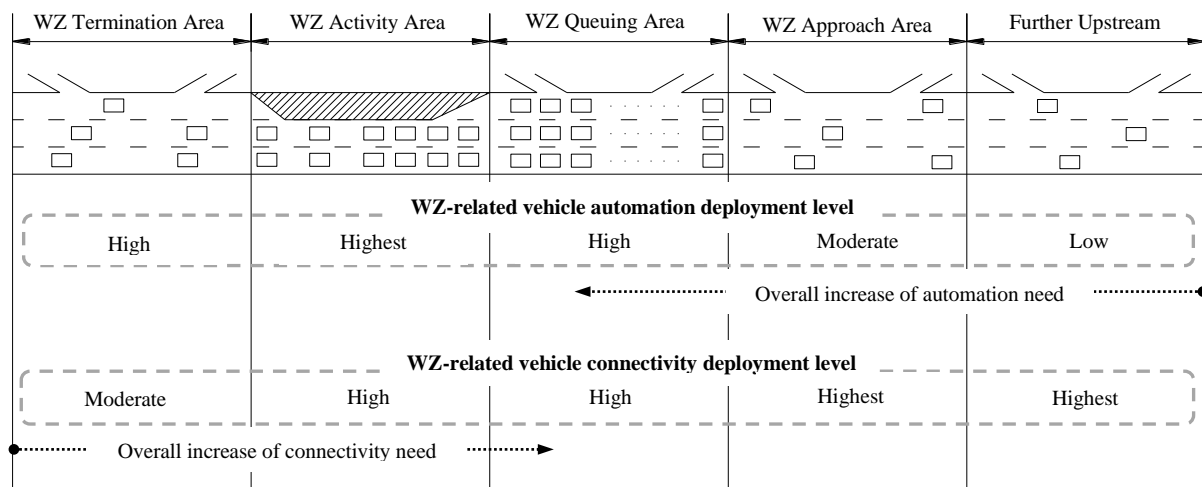 WZ Termination Area WZ Activity Area WZ Queuing Area WZ Approach Area Further Upstream
WZ-related vehicle automation deployment level
High Highest High Moderate Low
Overall increase of automation need
WZ-related vehicle connectivity deployment level
Moderate High High Highest Highest
Overall increase of connectivity need